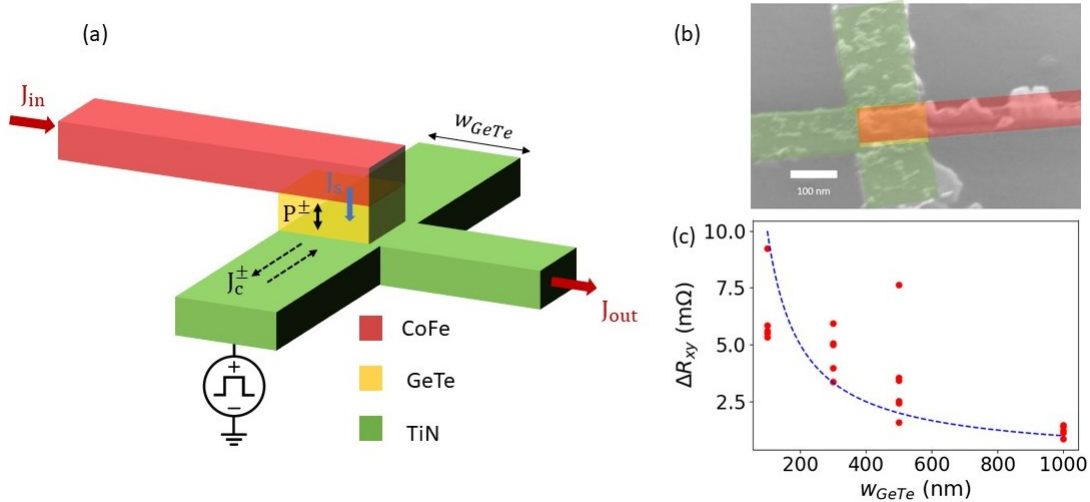 (a)
J_in
w_GeTe
J_s
P^±
J_c^±
J_out
+
−
CoFe
GeTe
TiN
(b)
100 nm
(c)
10.0
7.5
5.0
2.5
ΔR_xy (mΩ)
200 400 600 800 1000
w_GeTe (nm)